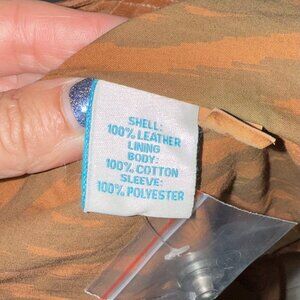 SHELL:
100% LEATHER
LINING
BODY:
100% COTTON
SLEEVE:
100% POLYESTER